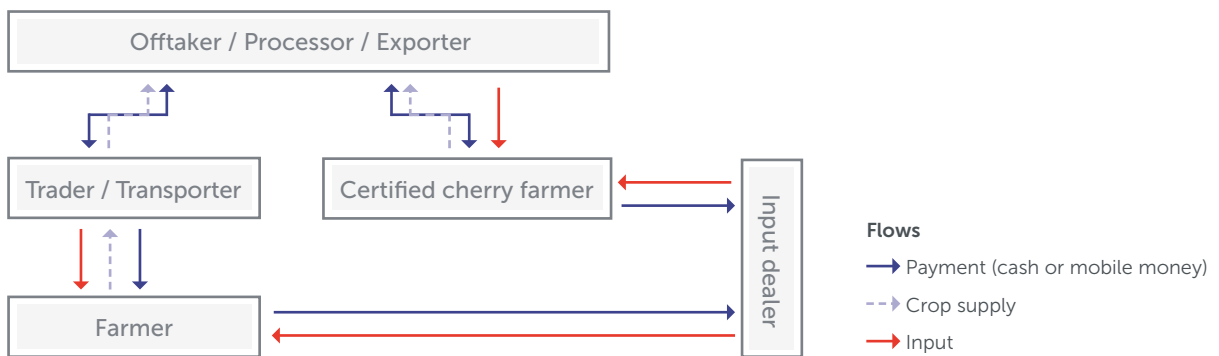 Offtaker / Processor / Exporter
Trader / Transporter
Certified cherry farmer
Input dealer
Farmer
Flows
Payment (cash or mobile money)
Crop supply
Input